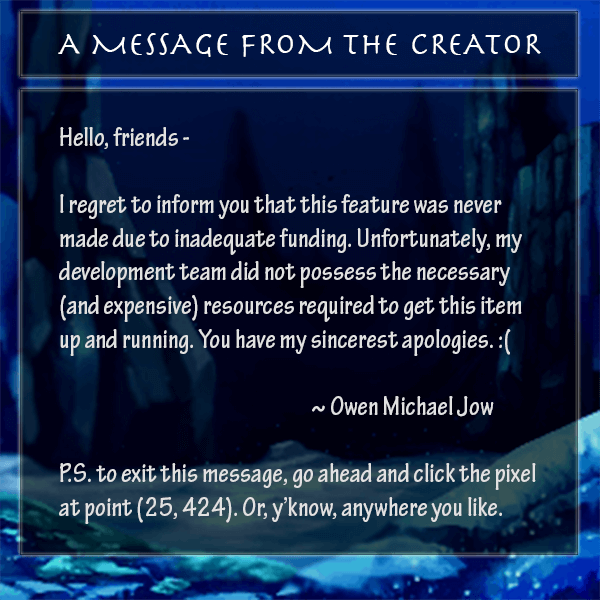 A MESSAGE FROM THE CREATOR
Hello, friends -
I regret to inform you that this feature was never
made due to inadequate funding. Unfortunately, my
development team did not possess the necessary
(and expensive) resources required to get this item
up and running. You have my sincerest apologies. :(
~ Owen Michael Jow
P.S. to exit this message, go ahead and click the pixel
at point (25, 424). Or, y'know, anywhere you like.